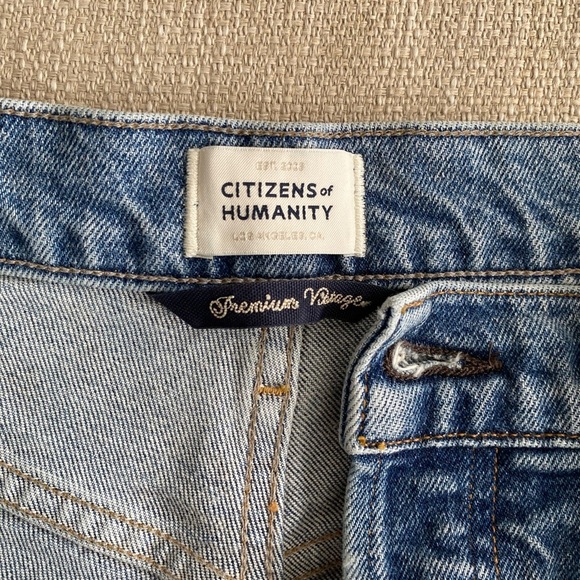 EST. 2003
CITIZENS of
HUMANITY
LOS ANGELES, CA.
Premium Vintage